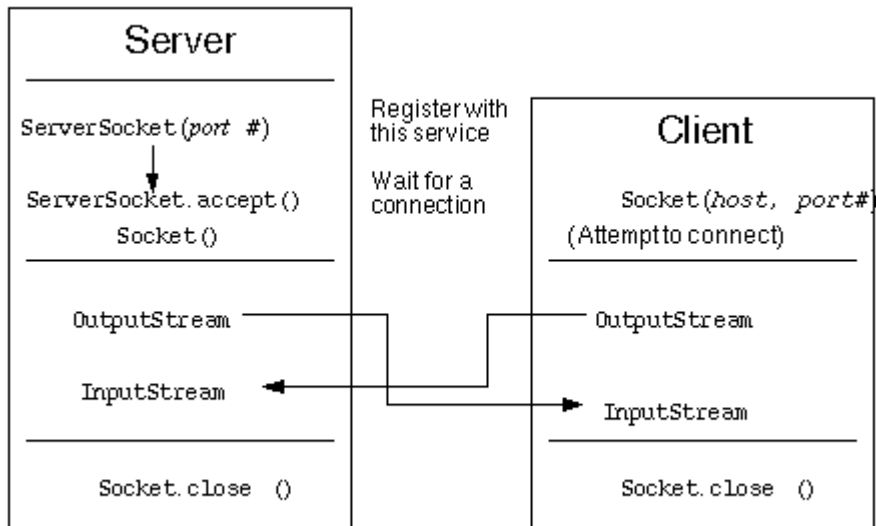 Server
ServerSocket(port #)
ServerSocket.accept()
Socket()
OutputStream
InputStream
Socket.close ()
Register with
this service
Wait for a
connection
Client
Socket(host, port#)
(Attempt to connect)
OutputStream
InputStream
Socket.close ()